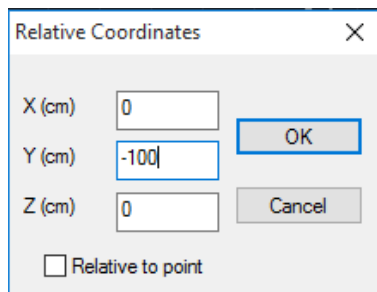 Relative Coordinates
X (cm) 0
OK
Y (cm) -100
Z (cm) 0 Cancel
Relative to point